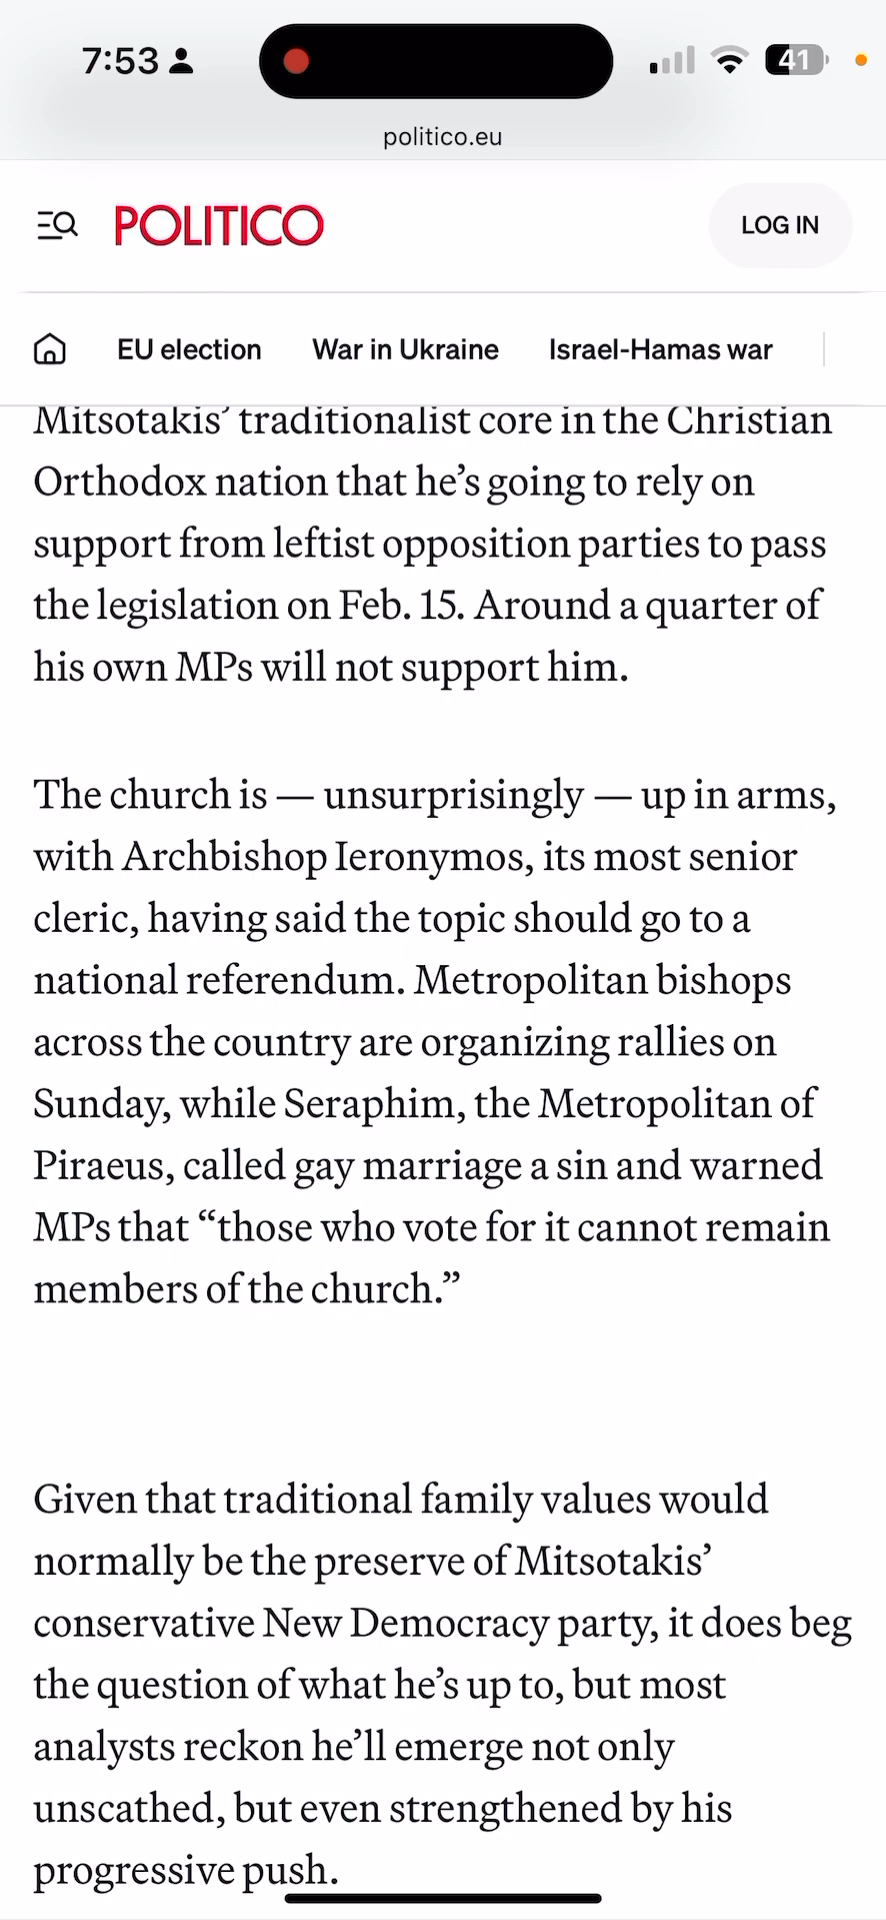 7:53
41
politico.eu
POLITICO
LOG IN
EU election
War in Ukraine
Israel-Hamas war
Mitsotakis’ traditionalist core in the Christian
Orthodox nation that he’s going to rely on
support from leftist opposition parties to pass
the legislation on Feb. 15. Around a quarter of
his own MPs will not support him.
The church is — unsurprisingly — up in arms,
with Archbishop Ieronymos, its most senior
cleric, having said the topic should go to a
national referendum. Metropolitan bishops
across the country are organizing rallies on
Sunday, while Seraphim, the Metropolitan of
Piraeus, called gay marriage a sin and warned
MPs that “those who vote for it cannot remain
members of the church.”
Given that traditional family values would
normally be the preserve of Mitsotakis’
conservative New Democracy party, it does beg
the question of what he’s up to, but most
analysts reckon he’ll emerge not only
unscathed, but even strengthened by his
progressive push.